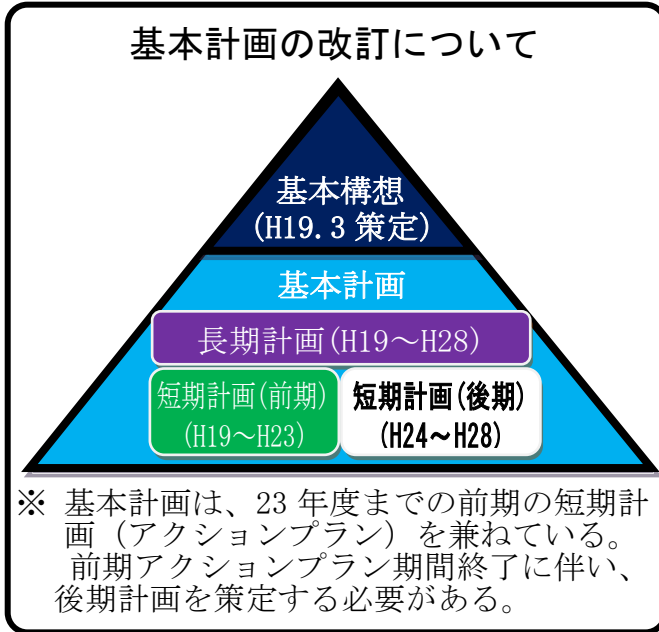 基本計画の改訂について
基本構想
(H19.3 策定)
基本計画
長期計画(H19～H28)
短期計画(前期)
(H19～H23)
短期計画(後期)
(H24～H28)
※ 基本計画は、23 年度までの前期の短期計
画（アクションプラン）を兼ねている。
前期アクションプラン期間終了に伴い、
後期計画を策定する必要がある。